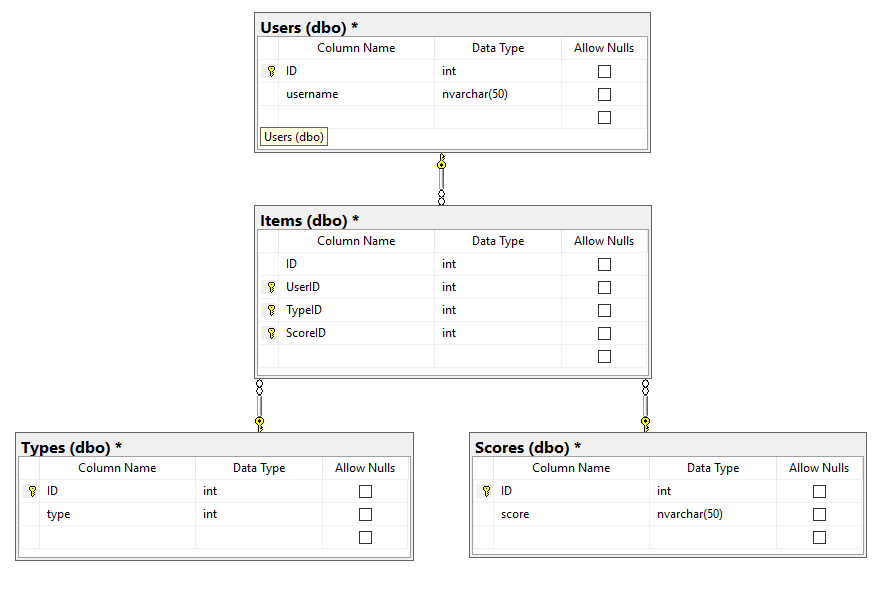 Users (dbo) *
Column Name Data Type Allow Nulls
ID int
username nvarchar(50)
Users (dbo)
Items (dbo) *
Column Name Data Type Allow Nulls
ID int
UserID int
TypeID int
ScoreID int
Types (dbo) *
Column Name Data Type Allow Nulls
ID int
type int
Scores (dbo) *
Column Name Data Type Allow Nulls
ID int
score nvarchar(50)